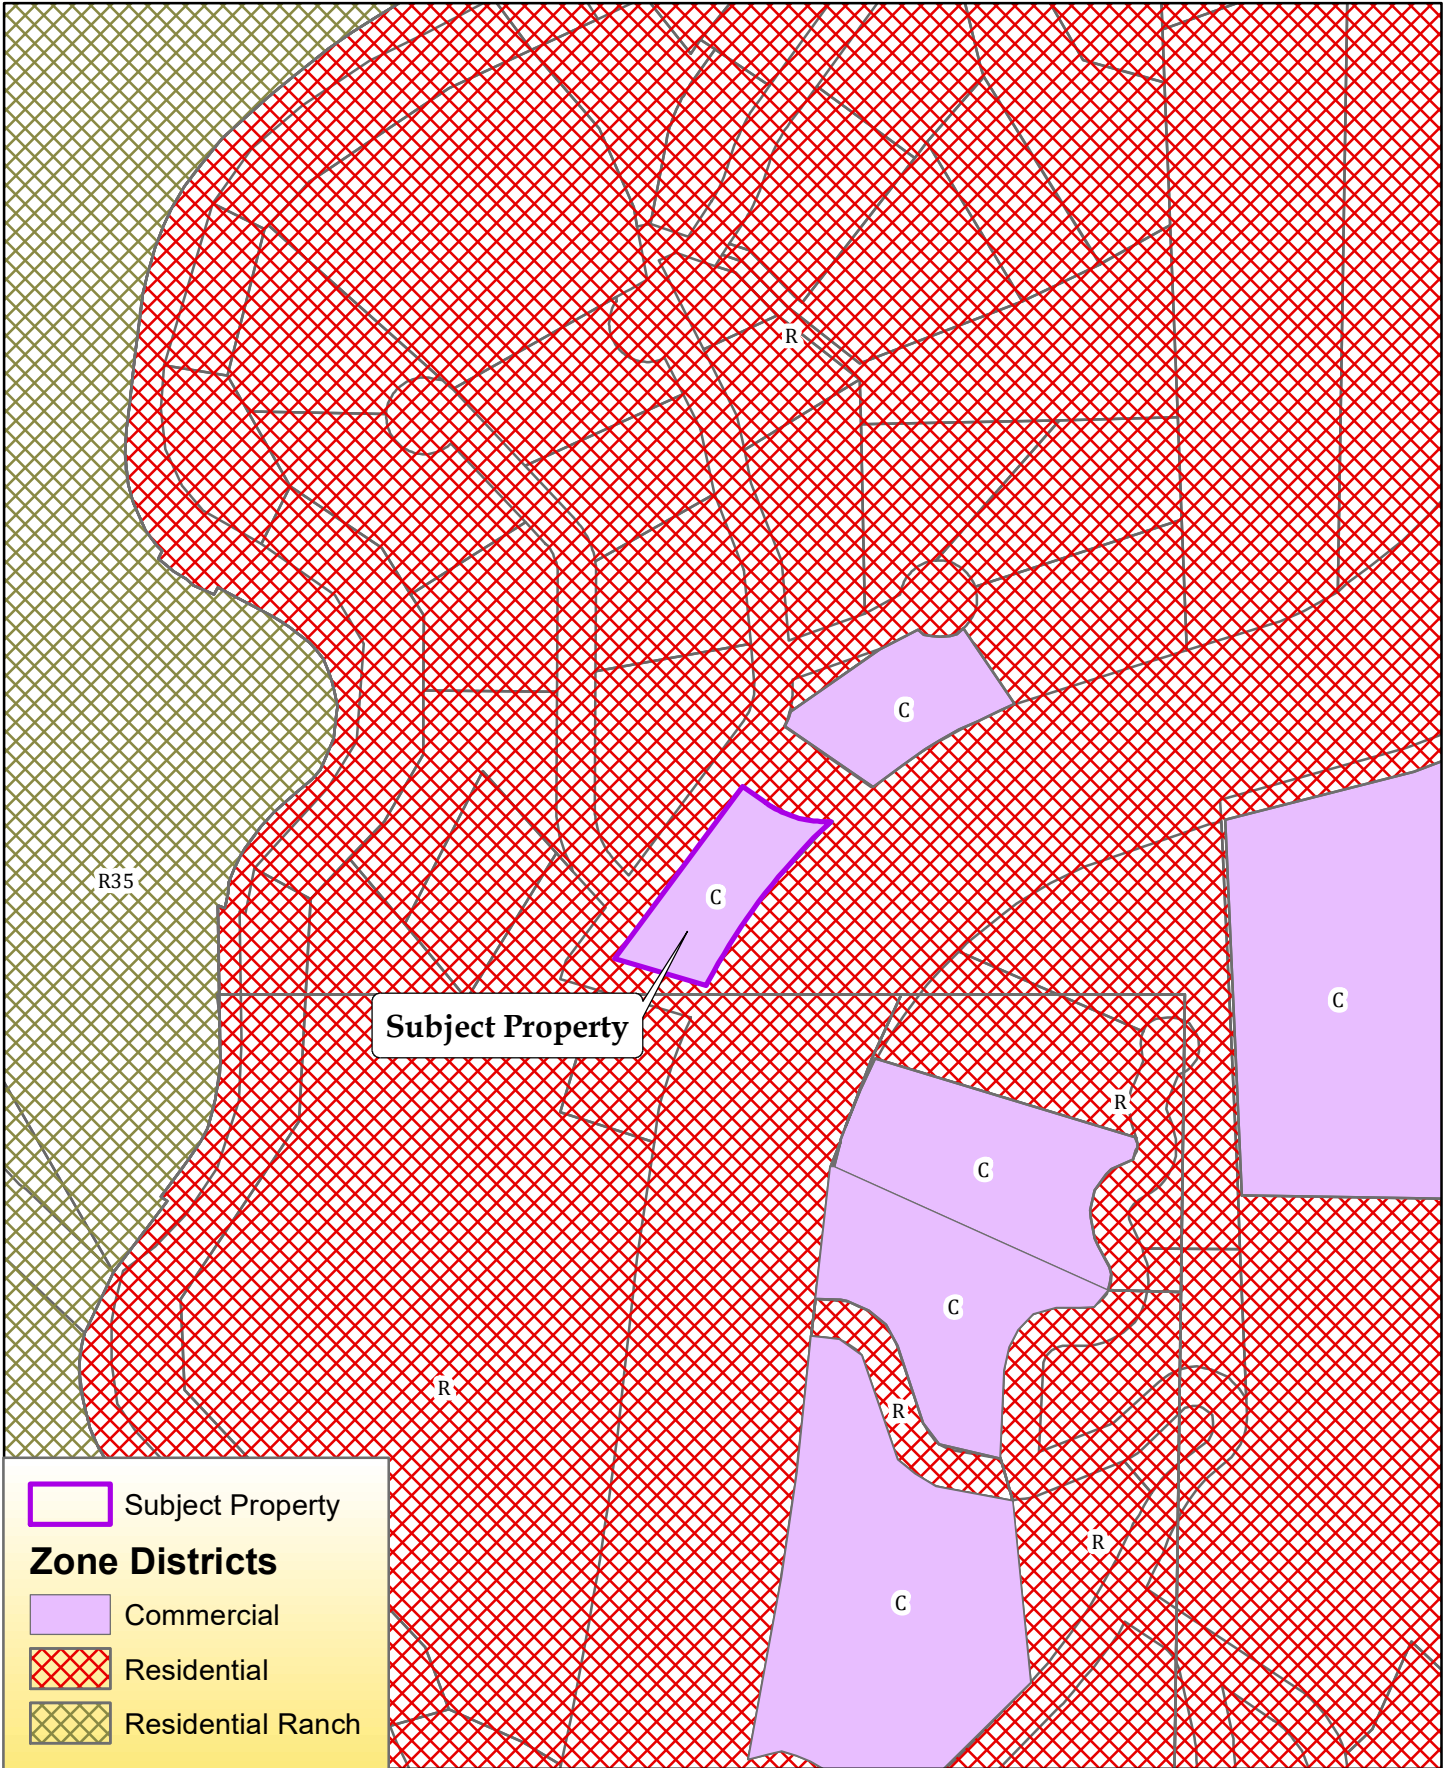 R
C
R35
C
C
Subject Property
R
C
C
R
R
R
C
Subject Property
Zone Districts
Commercial
Residential
Residential Ranch